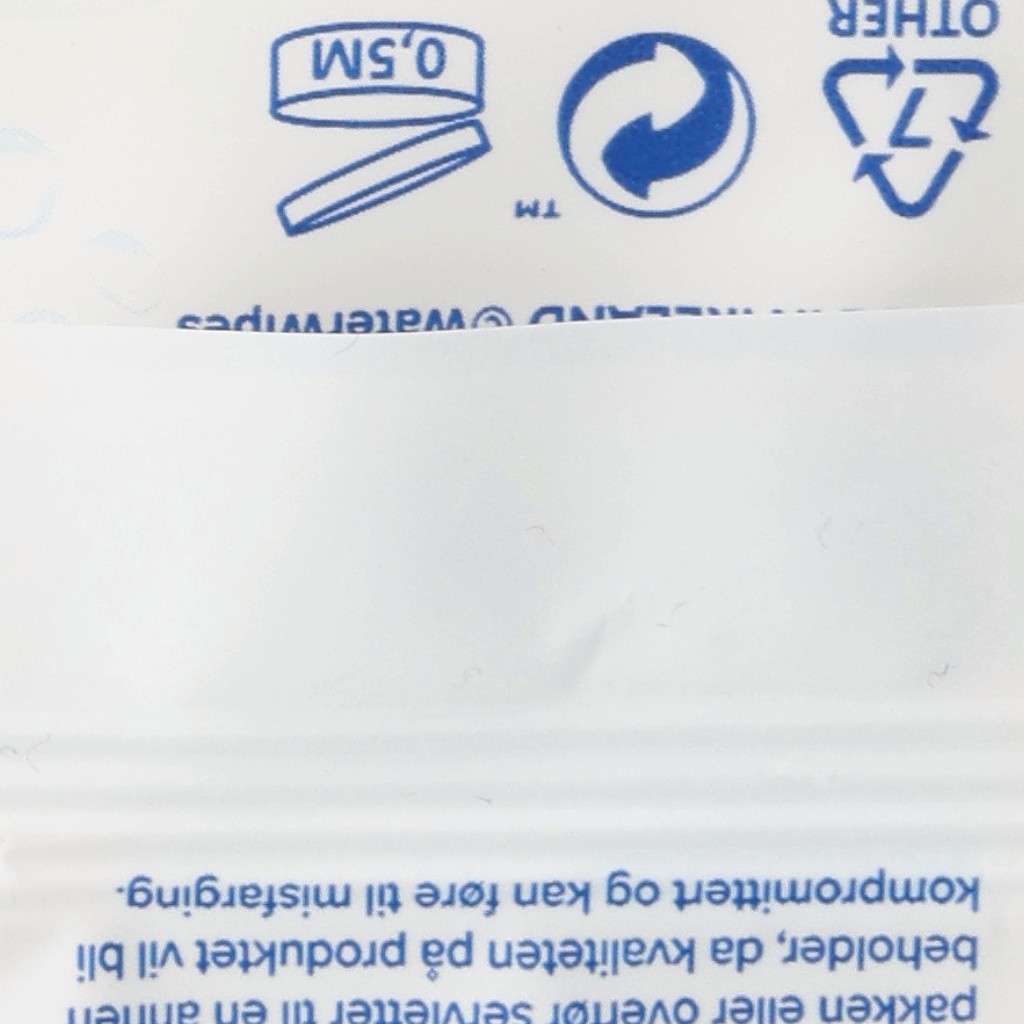 pakken eller overfør servietter til en annen
beholder, da kvaliteten på produktet vil bli
kompromittert og kan føre til misfarging.
IRELAND ©WaterWipes
7
OTHER
TM
0,5M